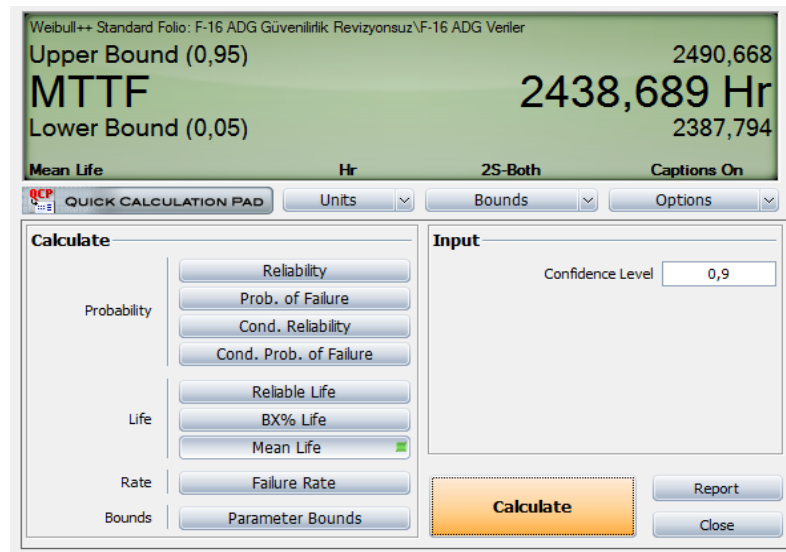 Weibull++ Standard Folio: F-16 ADG Güvenilirlik Revizyonsuz\F-16 ADG Veriler
Upper Bound (0,95) 2490,668
MTTF 2438,689 Hr
Lower Bound (0,05) 2387,794
Mean Life Hr 2S-Both Captions On
QCP QUICK CALCULATION PAD Units Bounds Options
Calculate
Probability
Reliability
Prob. of Failure
Cond. Reliability
Cond. Prob. of Failure
Life
Reliable Life
BX% Life
Mean Life
Rate Failure Rate
Bounds Parameter Bounds
Input
Confidence Level 0,9
Calculate
Report
Close